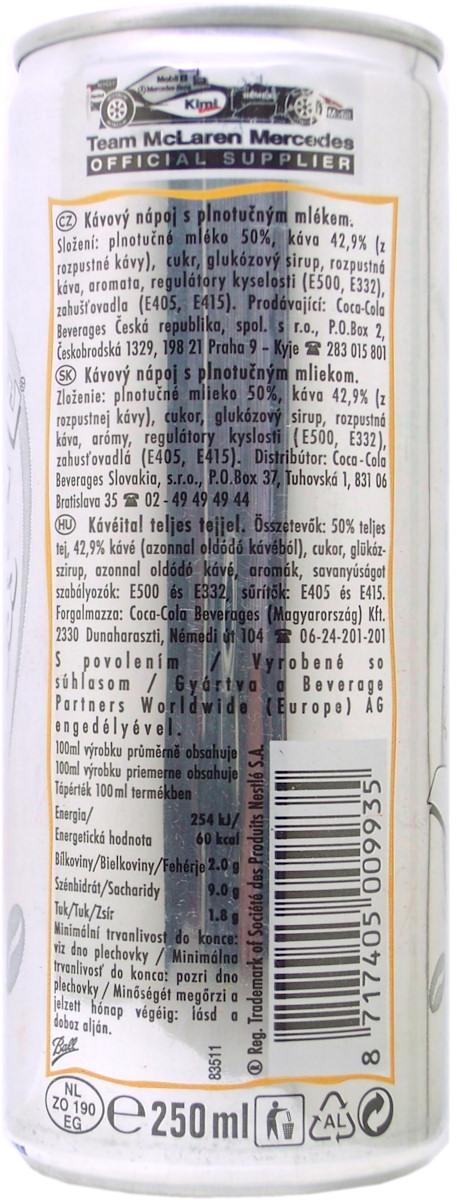 Mobil 1
Kimi
Team McLaren Mercedes
OFFICIAL SUPPLIER
CZ Kávový nápoj s plnotučným mlékem.
Složení: plnotučné mléko 50%, káva 42,9% (z
rozpustné kávy), cukr, glukózový sirup, rozpustná
káva, aromata, regulátory kyselosti (E500, E332),
zahušťovadla (E405, E415). Prodávající: Coca-Cola
Beverages Česká republika, spol. s r.o., P.O.Box 2,
Českobrodská 1329, 198 21 Praha 9 - Kyje ☎ 283 015 801
SK Kávový nápoj s plnotučným mliekom.
Zloženie: plnotučné mlieko 50%, káva 42,9% (z
rozpustnej kávy), cukor, glukózový sirup, rozpustná
káva, arómy, regulátory kyslosti (E500, E332),
zahusťovadlá (E405, E415). Distribútor: Coca-Cola
Beverages Slovakia, s.r.o., P.O.Box 37, Tuhovská 1, 831 06
Bratislava 35 ☎ 02 - 49 49 49 44
HU Kávéital teljes tejjel. Összetevők: 50% teljes
tej, 42,9% kávé (azonnal oldódó kávéból), cukor, glükóz-
szirup, azonnal oldódó kávé, aromák, savanyúságot
szabályozók: E500 és E332, sűrítők: E405 és E415.
Forgalmazza: Coca-Cola Beverages (Magyarország) Kft.
2330 Dunaharaszti, Némedi út 104 ☎ 06-24-201-201
S povolením / Vyrobené so
súhlasom / Gyártva a Beverage
Partners Worldwide (Europe) AG
engedélyével.
100ml výrobku průměrně obsahuje
100ml výrobku priemerne obsahuje
Tápérték 100ml termékben
Energia/ 254 kJ/
Energetická hodnota 60 kcal
Bílkoviny/Bielkoviny/Fehérje 2.0 g
Szénhidrát/Sacharidy 9.0 g
Tuk/Tuk/Zsír 1.8 g
Minimální trvanlivost do konce:
viz dno plechovky / Minimálna
trvanlivosť do konca: pozri dno
plechovky / Minőségét megőrzi a
jelzett hónap végéig: lásd a
doboz alján.
Ball
83511
® Reg. Trademark of Société des Produits Nestlé S.A.
8 717405 009935
NL
ZO 190
EG
e 250 ml
AL